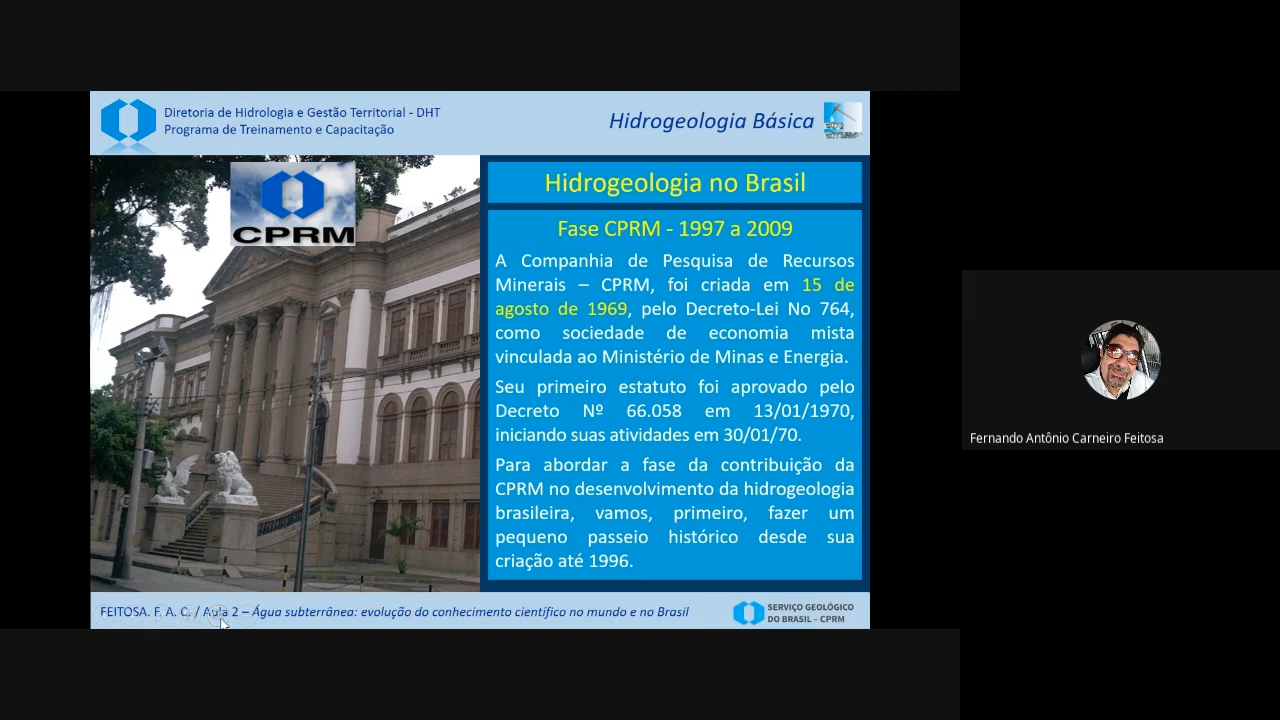 Diretoria de Hidrologia e Gestão Territorial - DHT
Programa de Treinamento e Capacitação
Hidrogeologia Básica
CPRM
Hidrogeologia no Brasil
Fase CPRM - 1997 a 2009
A Companhia de Pesquisa de Recursos
Minerais – CPRM, foi criada em 15 de
agosto de 1969, pelo Decreto-Lei No 764,
como sociedade de economia mista
vinculada ao Ministério de Minas e Energia.
Seu primeiro estatuto foi aprovado pelo
Decreto Nº 66.058 em 13/01/1970,
iniciando suas atividades em 30/01/70.
Para abordar a fase da contribuição da
CPRM no desenvolvimento da hidrogeologia
brasileira, vamos, primeiro, fazer um
pequeno passeio histórico desde sua
criação até 1996.
Fernando Antônio Carneiro Feitosa
FEITOSA. F. A. C. / Aula 2 – Água subterrânea: evolução do conhecimento científico no mundo e no Brasil
SERVIÇO GEOLÓGICO
DO BRASIL – CPRM